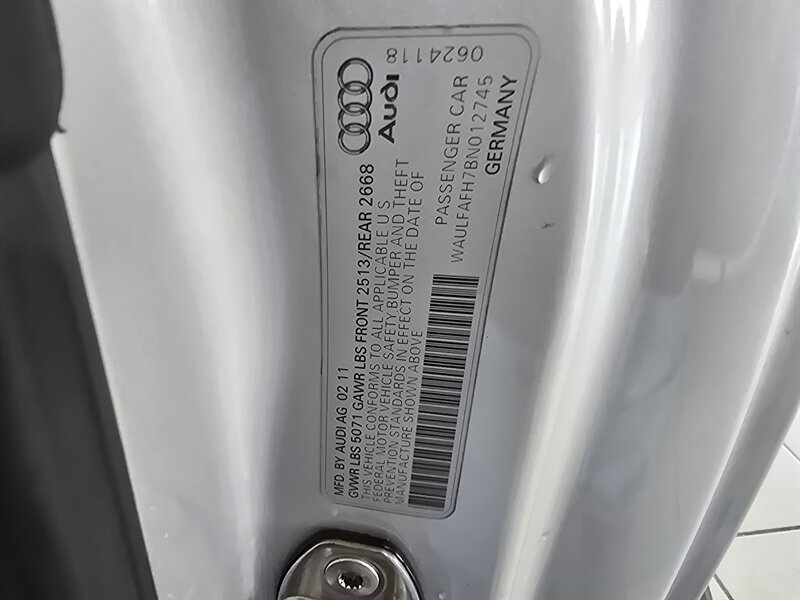 MFD. BY AUDI AG 02 11
GVWR LBS 5071 GAWR LBS FRONT 2513/REAR 2668
THIS VEHICLE CONFORMS TO ALL APPLICABLE U S
FEDERAL MOTOR VEHICLE SAFETY BUMPER AND THEFT
PREVENTION STANDARDS IN EFFECT ON THE DATE OF
MANUFACTURE SHOWN ABOVE
PASSENGER CAR
WAULFAFH7BN012745
GERMANY
Audi
0624118